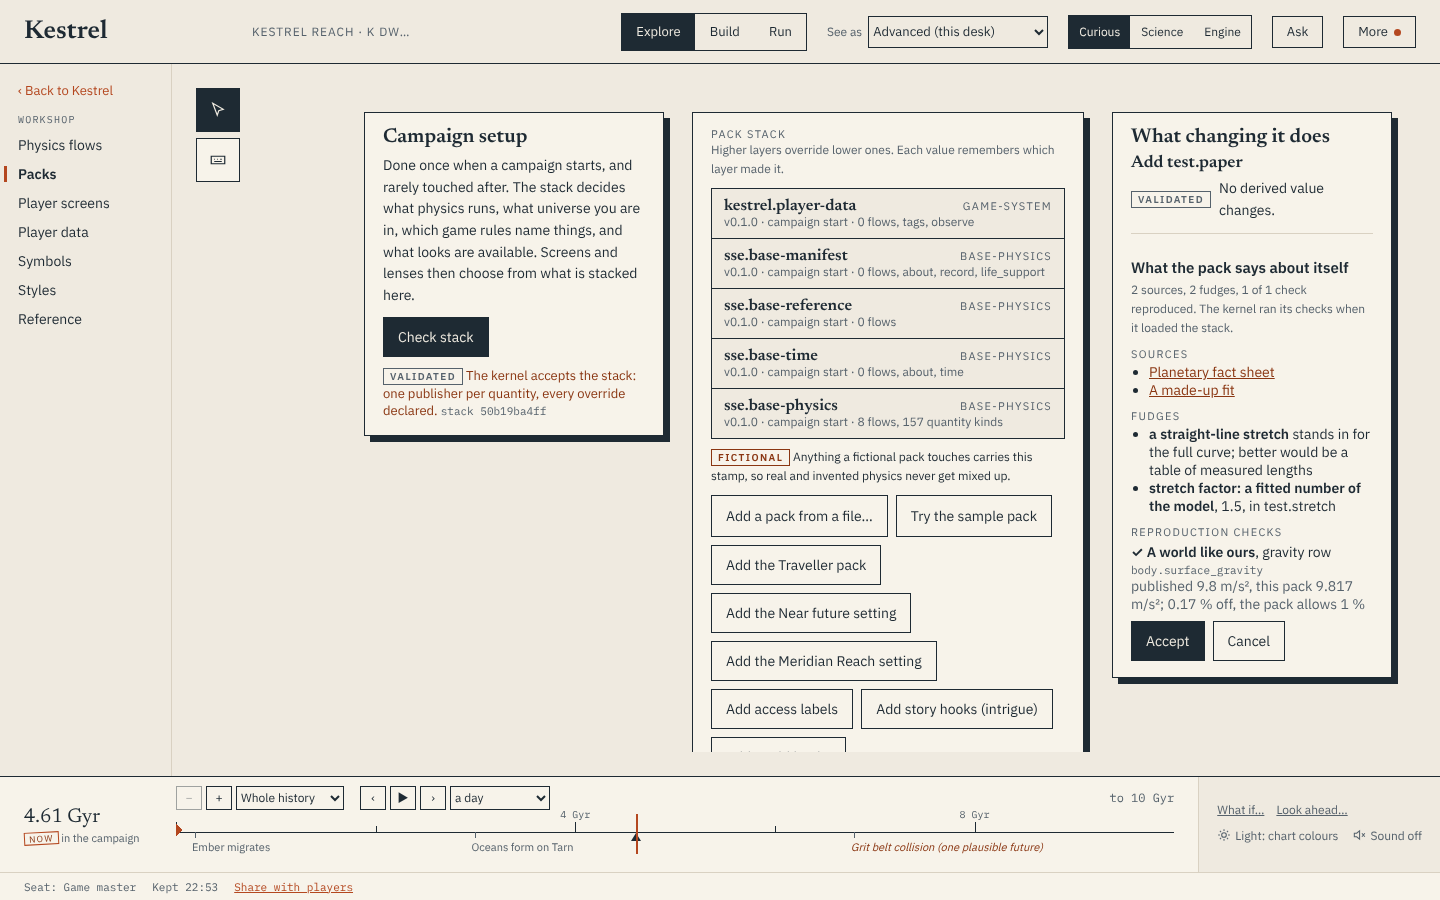 Kestrel
KESTREL REACH · K DW...
Explore
Build
Run
See as
Advanced (this desk)
Curious
Science
Engine
Ask
More
‹ Back to Kestrel
WORKSHOP
Physics flows
Packs
Player screens
Player data
Symbols
Styles
Reference
Campaign setup
Done once when a campaign starts, and
rarely touched after. The stack decides
what physics runs, what universe you are
in, which game rules name things, and
what looks are available. Screens and
lenses then choose from what is stacked
here.
Check stack
VALIDATED The kernel accepts the stack:
one publisher per quantity, every override
declared. stack 50b19ba4ff
PACK STACK
Higher layers override lower ones. Each value remembers which
layer made it.
kestrel.player-data GAME-SYSTEM
v0.1.0 · campaign start · 0 flows, tags, observe
sse.base-manifest BASE-PHYSICS
v0.1.0 · campaign start · 0 flows, about, record, life_support
sse.base-reference BASE-PHYSICS
v0.1.0 · campaign start · 0 flows
sse.base-time BASE-PHYSICS
v0.1.0 · campaign start · 0 flows, about, time
sse.base-physics BASE-PHYSICS
v0.1.0 · campaign start · 8 flows, 157 quantity kinds
FICTIONAL Anything a fictional pack touches carries this
stamp, so real and invented physics never get mixed up.
Add a pack from a file...
Try the sample pack
Add the Traveller pack
Add the Near future setting
Add the Meridian Reach setting
Add access labels
Add story hooks (intrigue)
What changing it does
Add test.paper
VALIDATED No derived value
changes.
What the pack says about itself
2 sources, 2 fudges, 1 of 1 check
reproduced. The kernel ran its checks when
it loaded the stack.
SOURCES
• Planetary fact sheet
• A made-up fit
FUDGES
• a straight-line stretch stands in for
the full curve; better would be a
table of measured lengths
• stretch factor: a fitted number of
the model, 1.5, in test.stretch
REPRODUCTION CHECKS
✓ A world like ours, gravity row
body.surface_gravity
published 9.8 m/s², this pack 9.817
m/s²; 0.17 % off, the pack allows 1 %
Accept
Cancel
4.61 Gyr
NOW in the campaign
−
+
Whole history
‹
▶
›
a day
to 10 Gyr
4 Gyr
8 Gyr
Ember migrates
Oceans form on Tarn
Grit belt collision (one plausible future)
What if...
Look ahead...
Light: chart colours
Sound off
Seat: Game master
Kept 22:53
Share with players